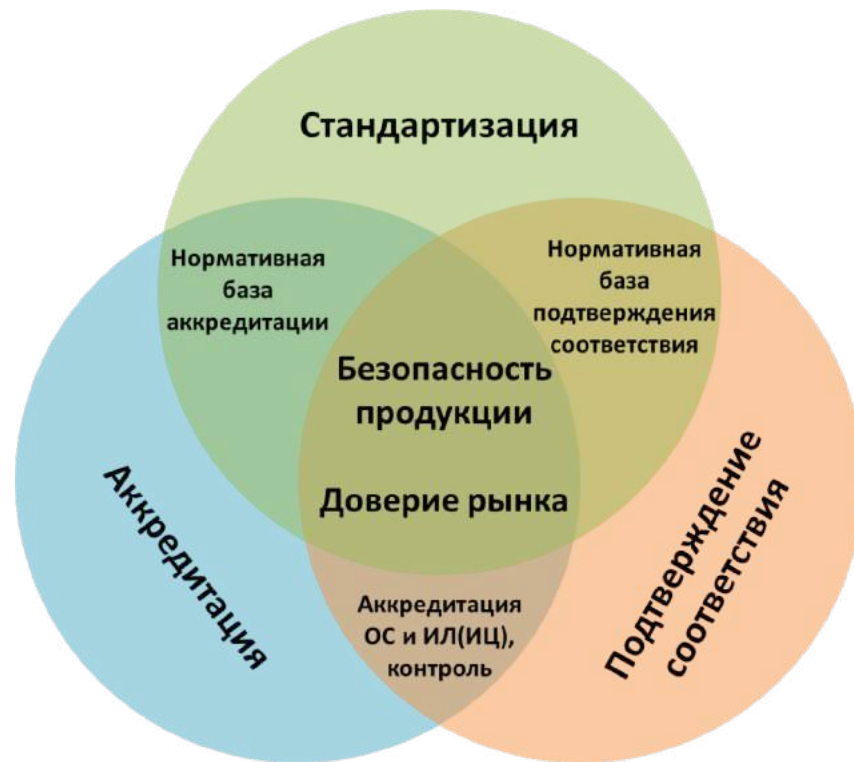 Стандартизация
Нормативная
база
аккредитации
Нормативная
база
подтверждения
соответствия
Безопасность
продукции
Доверие рынка
Аккредитация
Подтверждение
соответствия
Аккредитация
ОС и ИЛ(ИЦ),
контроль